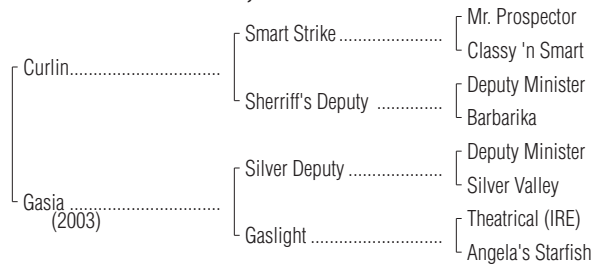 Mr. Prospector
Smart Strike ....................
Classy 'n Smart
Curlin..............................
Deputy Minister
Sherriff's Deputy .............
Barbarika
Deputy Minister
Silver Deputy ..................
Silver Valley
Gasia ..............................
(2003)
Theatrical (IRE)
Gaslight .........................
Angela's Starfish